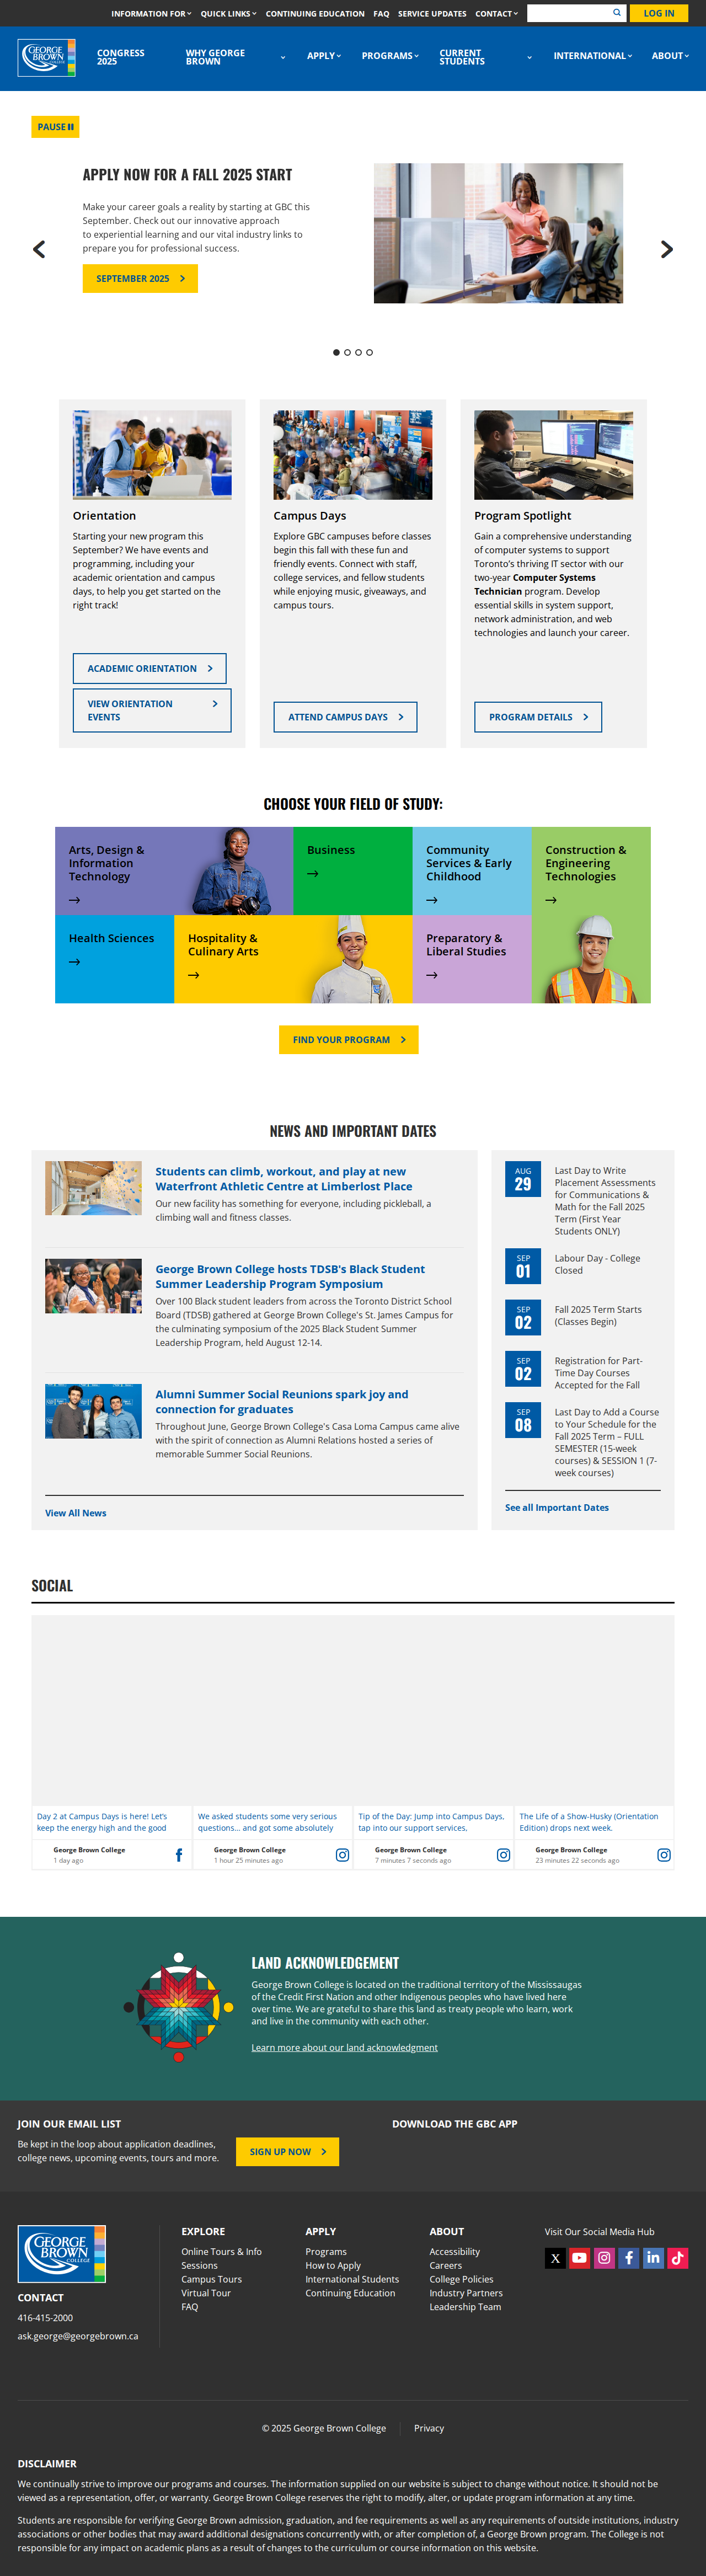 INFORMATION FOR QUICK LINKS CONTINUING EDUCATION FAQ SERVICE UPDATES CONTACT LOG IN
GEORGE BROWN COLLEGE
CONGRESS 2025
WHY GEORGE BROWN
APPLY
PROGRAMS
CURRENT STUDENTS
INTERNATIONAL
ABOUT
PAUSE
APPLY NOW FOR A FALL 2025 START
Make your career goals a reality by starting at GBC this
September. Check out our innovative approach
to experiential learning and our vital industry links to
prepare you for professional success.
SEPTEMBER 2025
Orientation
Starting your new program this
September? We have events and
programming, including your
academic orientation and campus
days, to help you get started on the
right track!
ACADEMIC ORIENTATION
VIEW ORIENTATION
EVENTS
Campus Days
Explore GBC campuses before classes
begin this fall with these fun and
friendly events. Connect with staff,
college services, and fellow students
while enjoying music, giveaways, and
campus tours.
ATTEND CAMPUS DAYS
Program Spotlight
Gain a comprehensive understanding
of computer systems to support
Toronto's thriving IT sector with our
two-year Computer Systems
Technician program. Develop
essential skills in system support,
network administration, and web
technologies and launch your career.
PROGRAM DETAILS
CHOOSE YOUR FIELD OF STUDY:
Arts, Design &
Information
Technology
Business
Community
Services & Early
Childhood
Construction &
Engineering
Technologies
Health Sciences
Hospitality &
Culinary Arts
Preparatory &
Liberal Studies
FIND YOUR PROGRAM
NEWS AND IMPORTANT DATES
Students can climb, workout, and play at new
Waterfront Athletic Centre at Limberlost Place
Our new facility has something for everyone, including pickleball, a
climbing wall and fitness classes.
George Brown College hosts TDSB's Black Student
Summer Leadership Program Symposium
Over 100 Black student leaders from across the Toronto District School
Board (TDSB) gathered at George Brown College's St. James Campus for
the culminating symposium of the 2025 Black Student Summer
Leadership Program, held August 12-14.
Alumni Summer Social Reunions spark joy and
connection for graduates
Throughout June, George Brown College's Casa Loma Campus came alive
with the spirit of connection as Alumni Relations hosted a series of
memorable Summer Social Reunions.
View All News
AUG
29
Last Day to Write
Placement Assessments
for Communications &
Math for the Fall 2025
Term (First Year
Students ONLY)
SEP
01
Labour Day - College
Closed
SEP
02
Fall 2025 Term Starts
(Classes Begin)
SEP
02
Registration for Part-
Time Day Courses
Accepted for the Fall
SEP
08
Last Day to Add a Course
to Your Schedule for the
Fall 2025 Term – FULL
SEMESTER (15-week
courses) & SESSION 1 (7-
week courses)
See all Important Dates
SOCIAL
Day 2 at Campus Days is here! Let's
keep the energy high and the good
George Brown College
1 day ago
We asked students some very serious
questions... and got some absolutely
George Brown College
1 hour 25 minutes ago
Tip of the Day: Jump into Campus Days,
tap into our support services,
George Brown College
7 minutes 7 seconds ago
The Life of a Show-Husky (Orientation
Edition) drops next week.
George Brown College
23 minutes 22 seconds ago
LAND ACKNOWLEDGEMENT
George Brown College is located on the traditional territory of the Mississaugas
of the Credit First Nation and other Indigenous peoples who have lived here
over time. We are grateful to share this land as treaty people who learn, work
and live in the community with each other.
Learn more about our land acknowledgment
JOIN OUR EMAIL LIST
Be kept in the loop about application deadlines,
college news, upcoming events, tours and more.
SIGN UP NOW
DOWNLOAD THE GBC APP
GEORGE BROWN COLLEGE
CONTACT
416-415-2000
ask.george@georgebrown.ca
EXPLORE
Online Tours & Info
Sessions
Campus Tours
Virtual Tour
FAQ
APPLY
Programs
How to Apply
International Students
Continuing Education
ABOUT
Accessibility
Careers
College Policies
Industry Partners
Leadership Team
Visit Our Social Media Hub
© 2025 George Brown College
Privacy
DISCLAIMER
We continually strive to improve our programs and courses. The information supplied on our website is subject to change without notice. It should not be
viewed as a representation, offer, or warranty. George Brown College reserves the right to modify, alter, or update program information at any time.
Students are responsible for verifying George Brown admission, graduation, and fee requirements as well as any requirements of outside institutions, industry
associations or other bodies that may award additional designations concurrently with, or after completion of, a George Brown program. The College is not
responsible for any impact on academic plans as a result of changes to the curriculum or course information on this website.